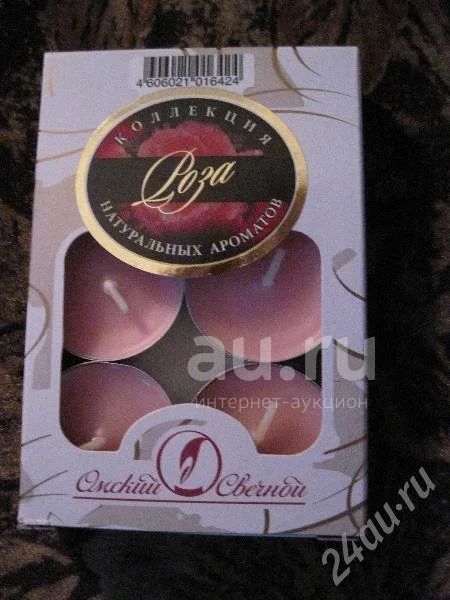 4 606021 016424
КОЛЛЕКЦИЯ
Роза
НАТУРАЛЬНЫХ АРОМАТОВ
au.ru
интернет-аукцион
Омский Свечной
24au.ru